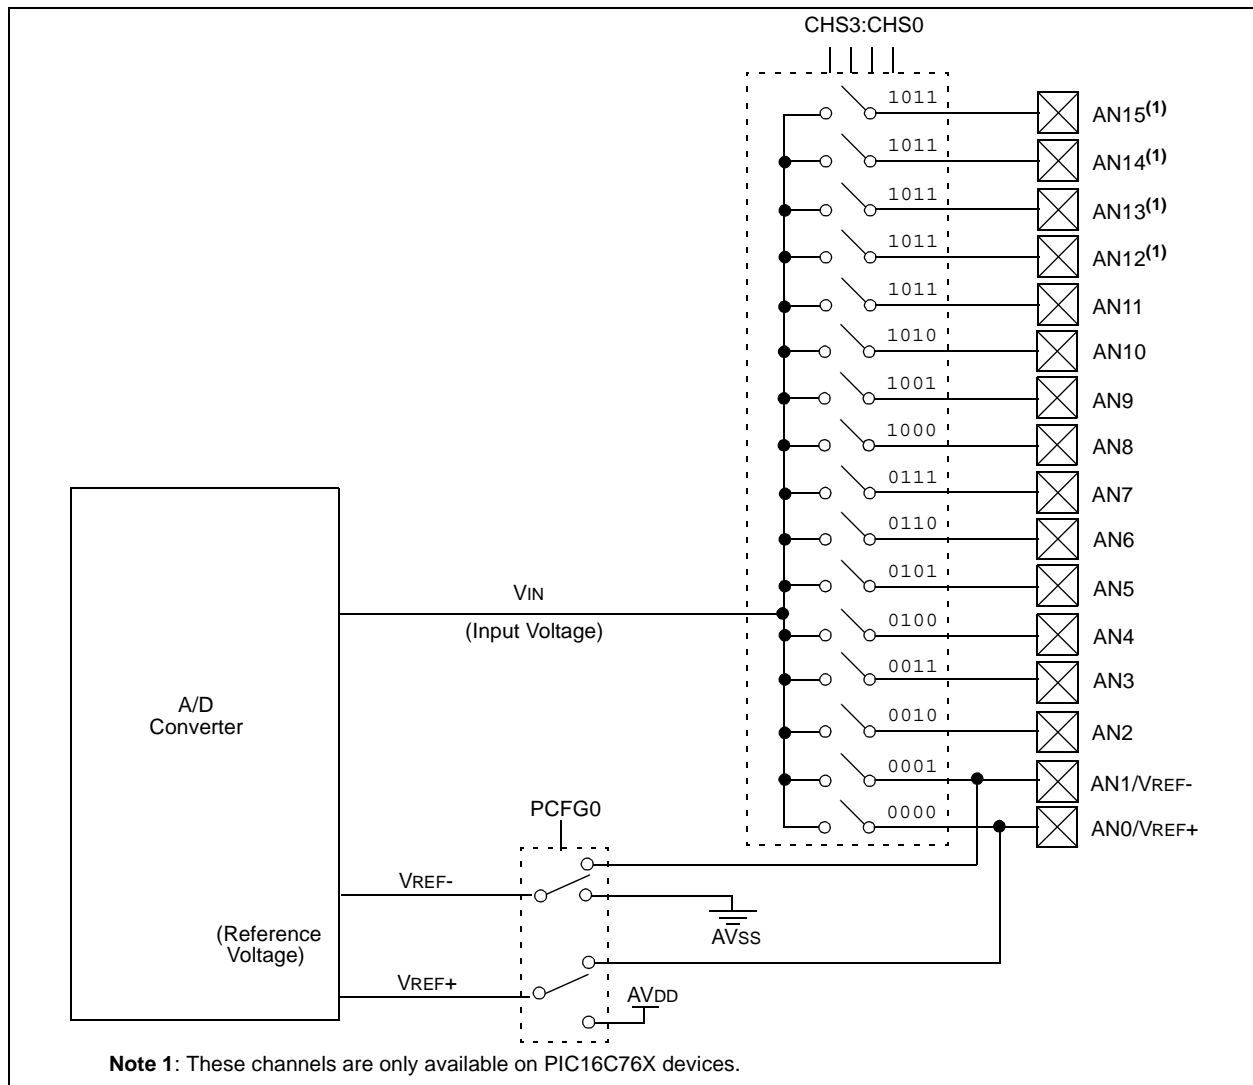 CHS3:CHS0
1011
AN15(1)
1011
AN14(1)
1011
AN13(1)
1011
AN12(1)
1011
AN11
1010
AN10
1001
AN9
1000
AN8
0111
AN7
0110
AN6
0101
AN5
VIN
(Input Voltage)
0100
AN4
0011
AN3
A/D
Converter
0010
AN2
0001
AN1/VREF-
0000
AN0/VREF+
PCFG0
VREF-
AVSS
(Reference
Voltage)
VREF+
AVDD
Note 1: These channels are only available on PIC16C76X devices.